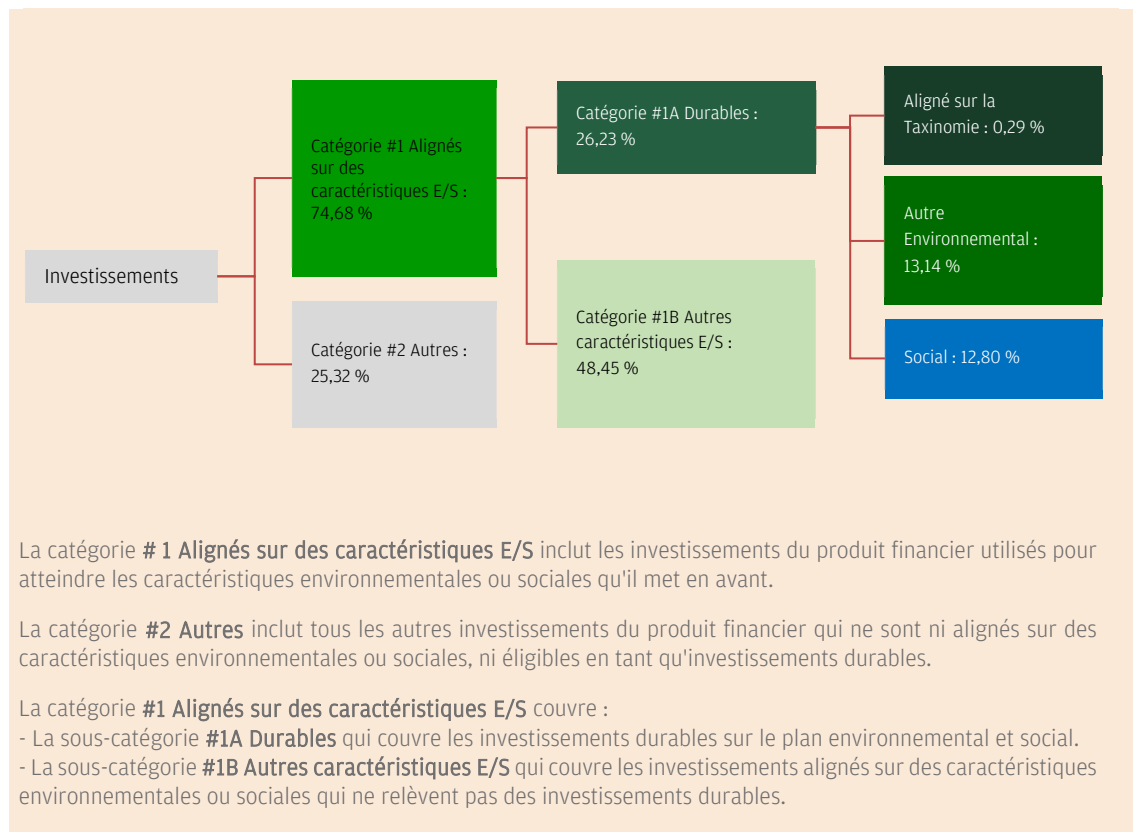 Investissements
Catégorie #1 Alignés
sur des
caractéristiques E/S :
74,68 %
Catégorie #2 Autres :
25,32 %
Catégorie #1A Durables :
26,23 %
Catégorie #1B Autres
caractéristiques E/S :
48,45 %
Aligné sur la
Taxinomie : 0,29 %
Autre
Environnemental :
13,14 %
Social : 12,80 %
La catégorie # 1 Alignés sur des caractéristiques E/S inclut les investissements du produit financier utilisés pour
atteindre les caractéristiques environnementales ou sociales qu'il met en avant.
La catégorie #2 Autres inclut tous les autres investissements du produit financier qui ne sont ni alignés sur des
caractéristiques environnementales ou sociales, ni éligibles en tant qu'investissements durables.
La catégorie #1 Alignés sur des caractéristiques E/S couvre :
- La sous-catégorie #1A Durables qui couvre les investissements durables sur le plan environnemental et social.
- La sous-catégorie #1B Autres caractéristiques E/S qui couvre les investissements alignés sur des caractéristiques
environnementales ou sociales qui ne relèvent pas des investissements durables.